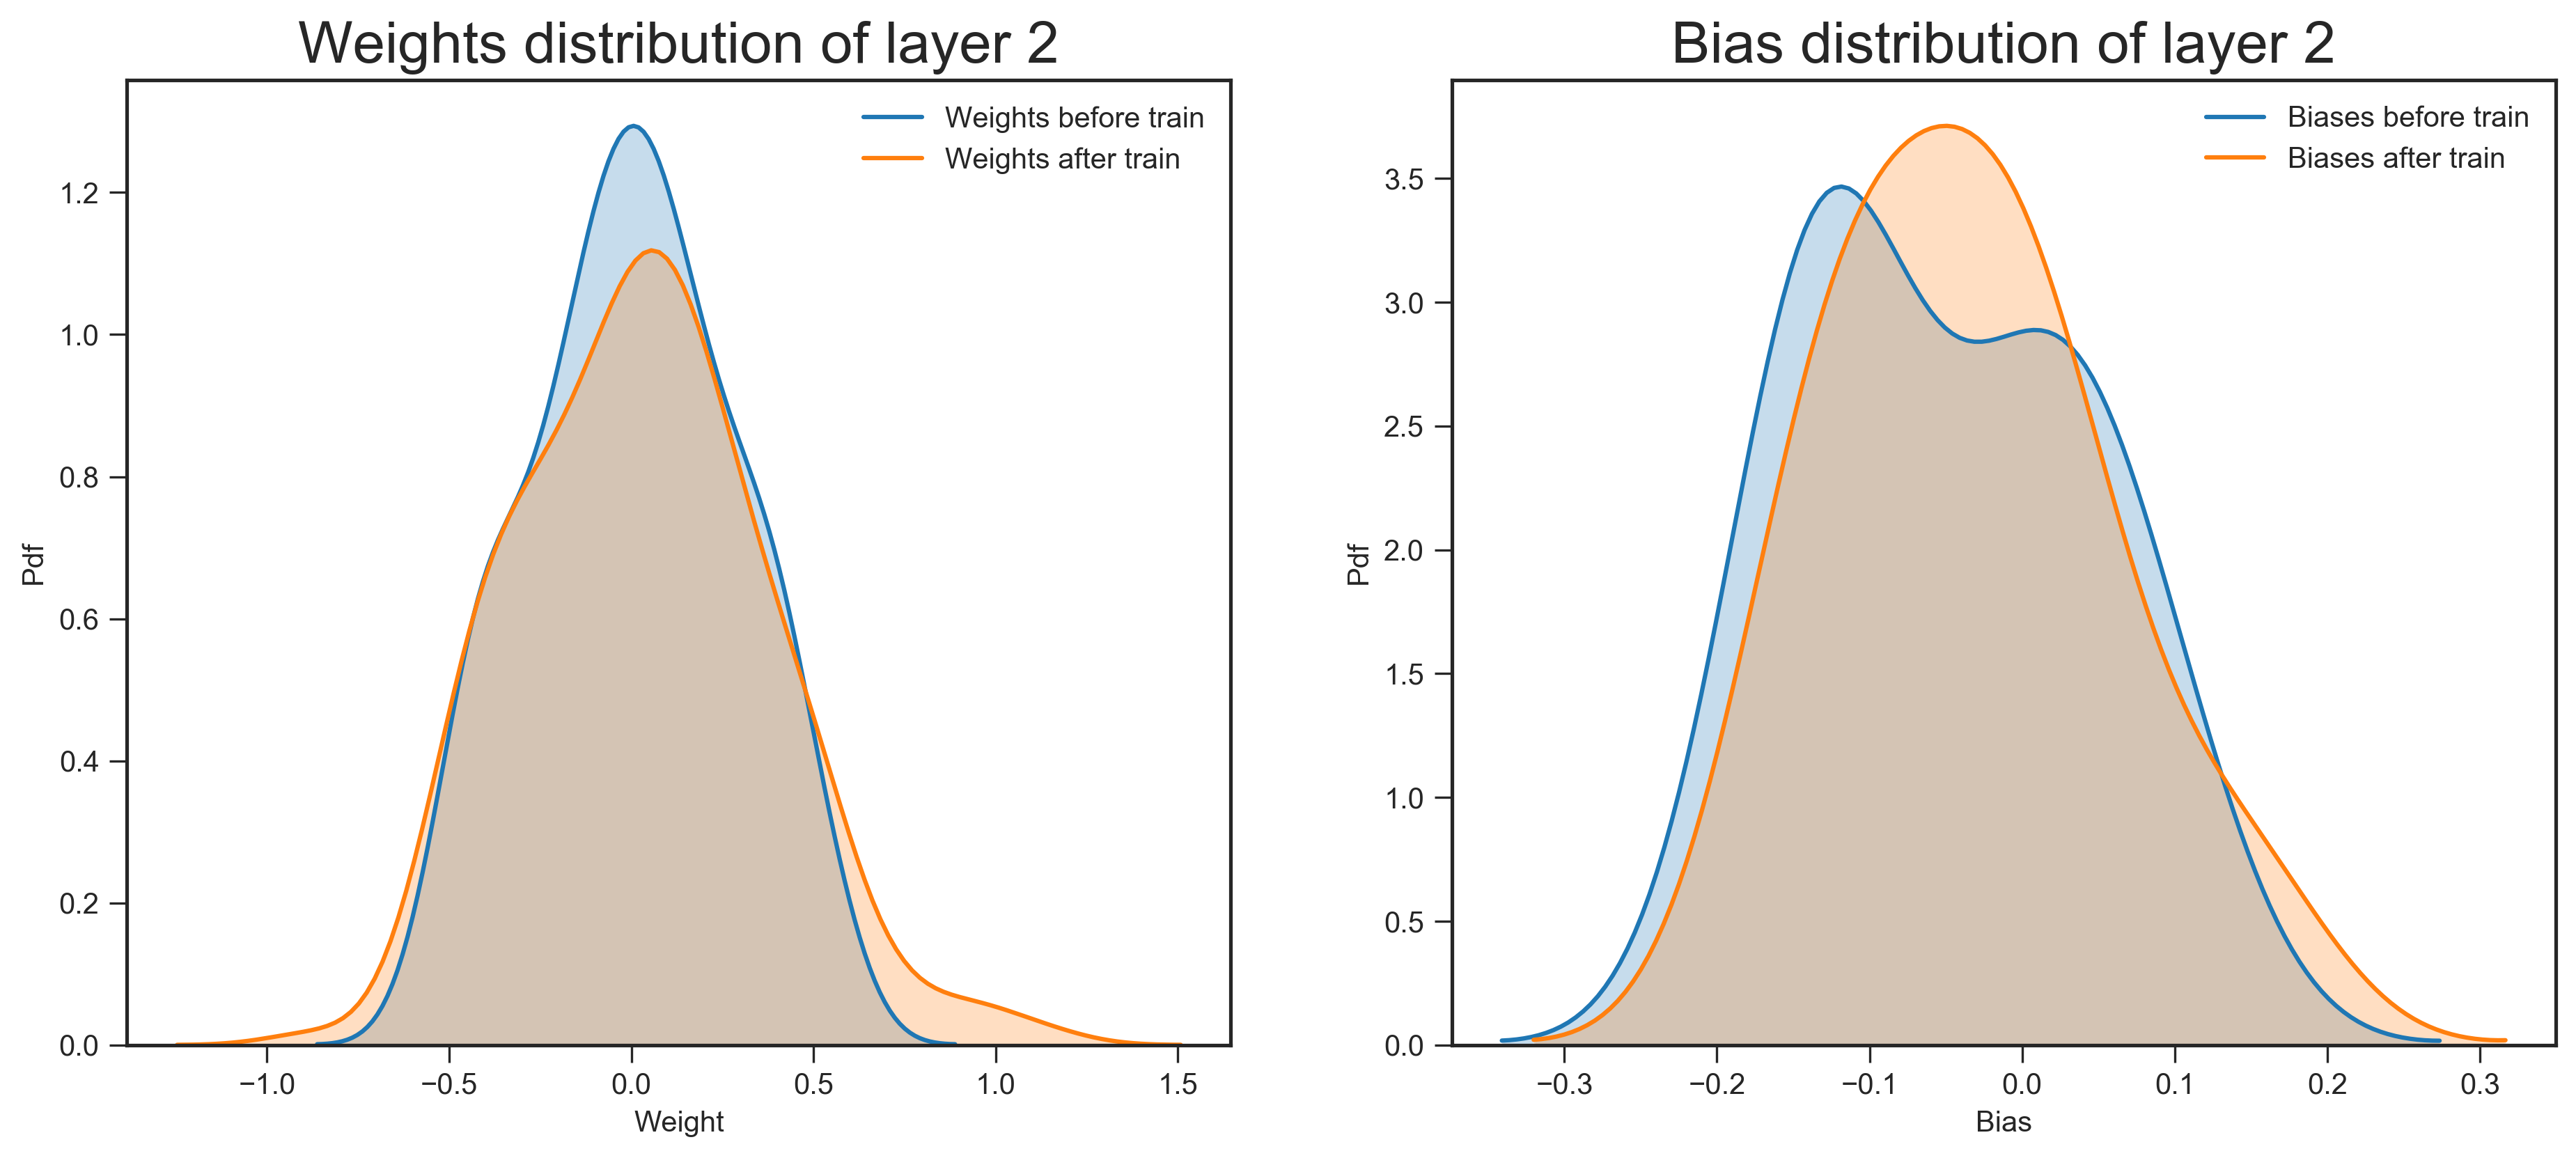 Weights distribution of layer 2
Weights before train
Weights after train
1.2
1.0
0.8
0.6
0.4
0.2
0.0
Pdf
−1.0 −0.5 0.0 0.5 1.0 1.5
Weight
Bias distribution of layer 2
Biases before train
Biases after train
3.5
3.0
2.5
2.0
1.5
1.0
0.5
0.0
Pdf
−0.3 −0.2 −0.1 0.0 0.1 0.2 0.3
Bias